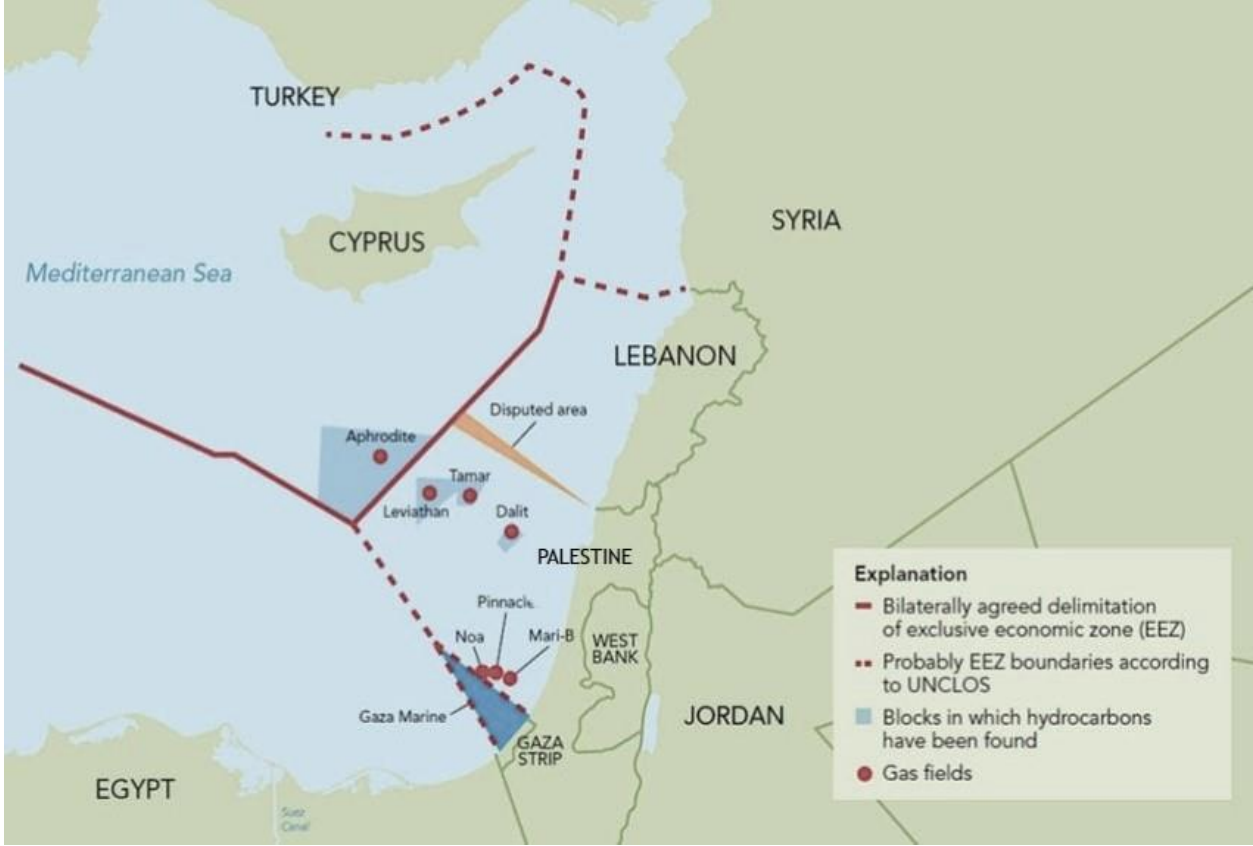 TURKEY
CYPRUS
SYRIA
Mediterranean Sea
LEBANON
Disputed area
Aphrodite
Tamar
Leviathan
Dalit
PALESTINE
Pinnacle
Noa
Mari-B
WEST
BANK
Gaza Marine
GAZA
STRIP
JORDAN
EGYPT
Suez
Canal
Explanation
Bilaterally agreed delimitation
of exclusive economic zone (EEZ)
Probably EEZ boundaries according
to UNCLOS
Blocks in which hydrocarbons
have been found
Gas fields